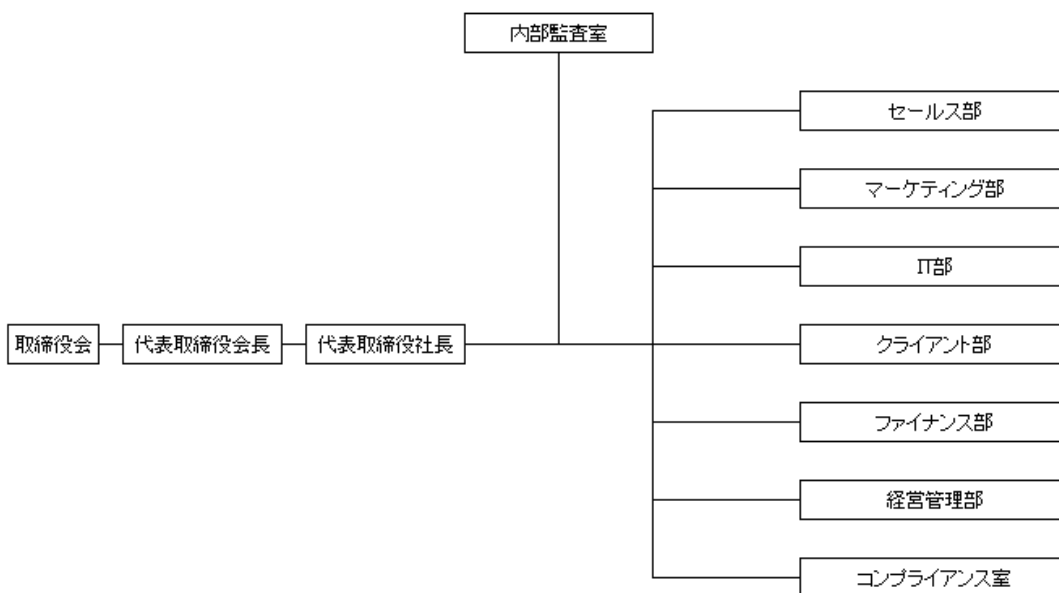 内部監査室
セールス部
マーケティング部
IT部
取締役会
代表取締役会長
代表取締役社長
クライアント部
ファイナンス部
経営管理部
コンプライアンス室